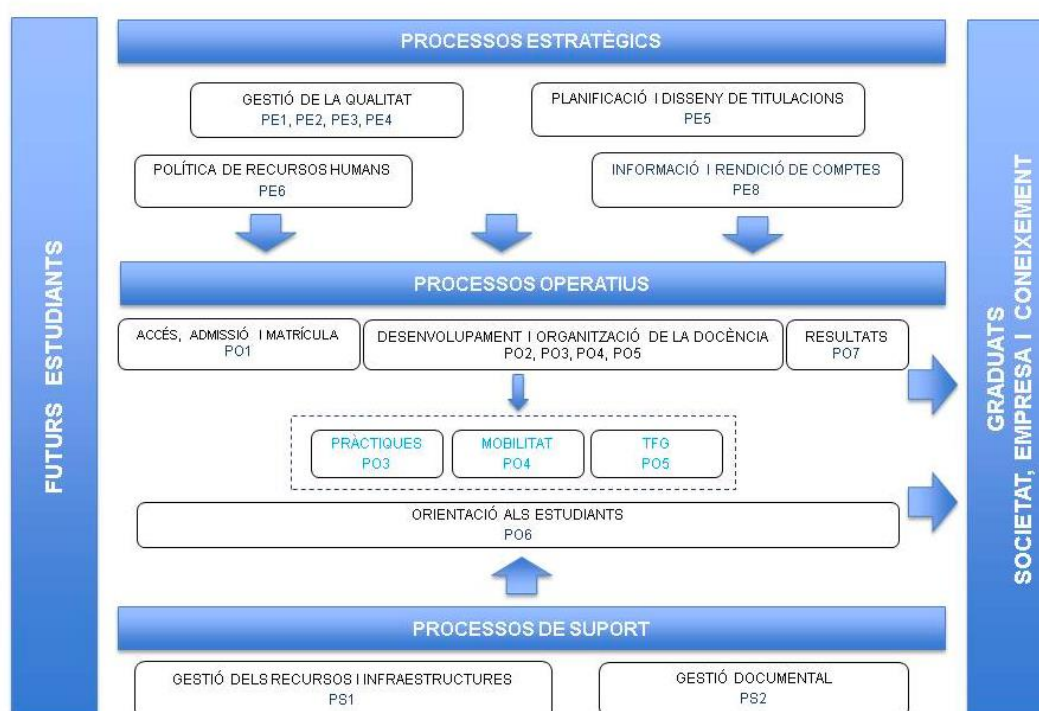 FUTURS ESTUDIANTS
PROCESSOS ESTRATÈGICS
GESTIÓ DE LA QUALITAT
PE1, PE2, PE3, PE4
PLANIFICACIÓ I DISSENY DE TITULACIONS
PE5
POLÍTICA DE RECURSOS HUMANS
PE6
INFORMACIÓ I RENDICIÓ DE COMPTES
PE8
PROCESSOS OPERATIUS
ACCÉS, ADMISSIÓ I MATRÍCULA
PO1
DESENVOLUPAMENT I ORGANITZACIÓ DE LA DOCÈNCIA
PO2, PO3, PO4, PO5
RESULTATS
PO7
PRÀCTIQUES
PO3
MOBILITAT
PO4
TFG
PO5
ORIENTACIÓ ALS ESTUDIANTS
PO6
PROCESSOS DE SUPORT
GESTIÓ DELS RECURSOS I INFRAESTRUCTURES
PS1
GESTIÓ DOCUMENTAL
PS2
GRADUATS
SOCIETAT, EMPRESA I CONEIXEMENT